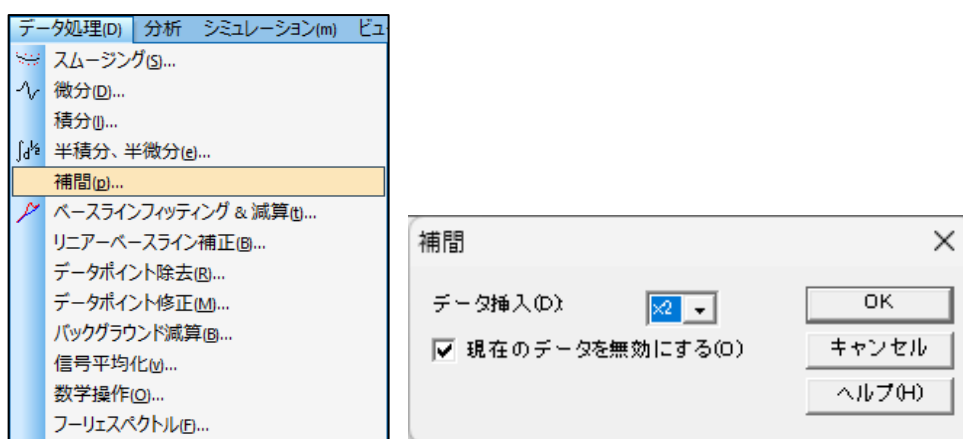 データ処理(D) 分析 シミュレーション(m) ビュ
スムージング(S)...
微分(D)...
積分(I)...
半積分、半微分(e)...
補間(p)...
ベースラインフィッティング & 減算(t)...
リニアーベースライン補正(B)...
データポイント除去(R)...
データポイント修正(M)...
バックグラウンド減算(B)...
信号平均化(v)...
数学操作(O)...
フーリェスペクトル(F)...
補間
データ挿入(D): ×2
現在のデータを無効にする(O)
OK
キャンセル
ヘルプ(H)